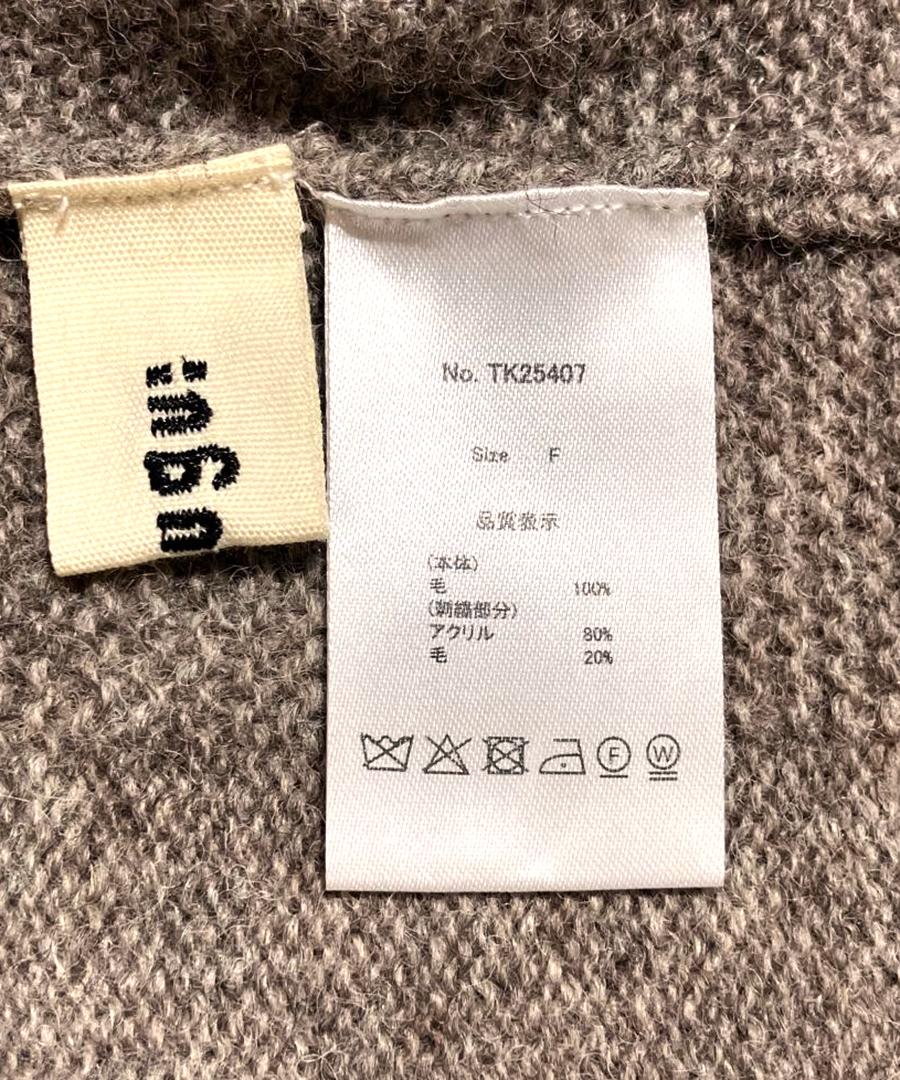 No. TK25407
Size F
品質表示
(本体)
毛 100%
(刺繍部分)
アクリル 80%
毛 20%
F W